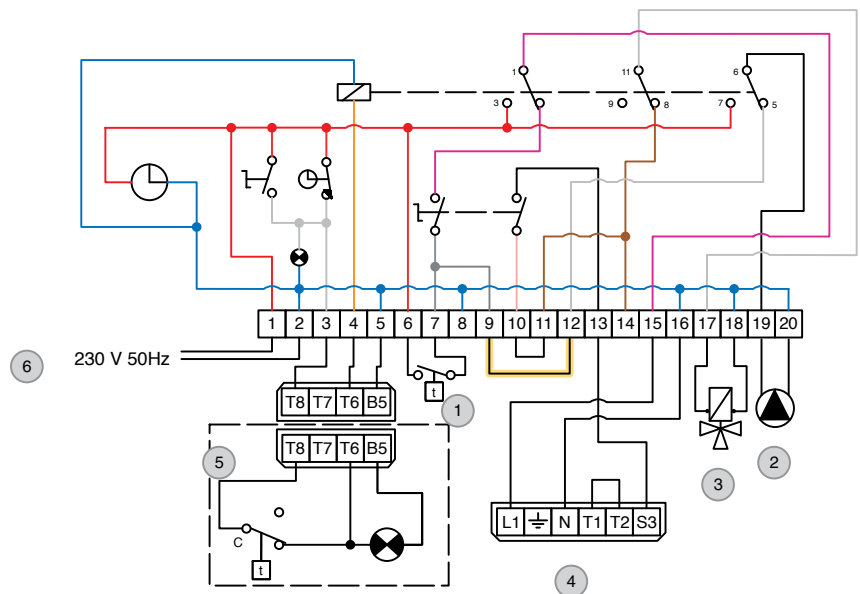 1 11 6
3 9 8 7 5
1 2 3 4 5 6 7 8 9 10 11 12 13 14 15 16 17 18 19 20
6 230 V 50Hz
t 1
T8 T7 T6 B5
5 T8 T7 T6 B5
3 2
L1 N T1 T2 S3
C
t
4